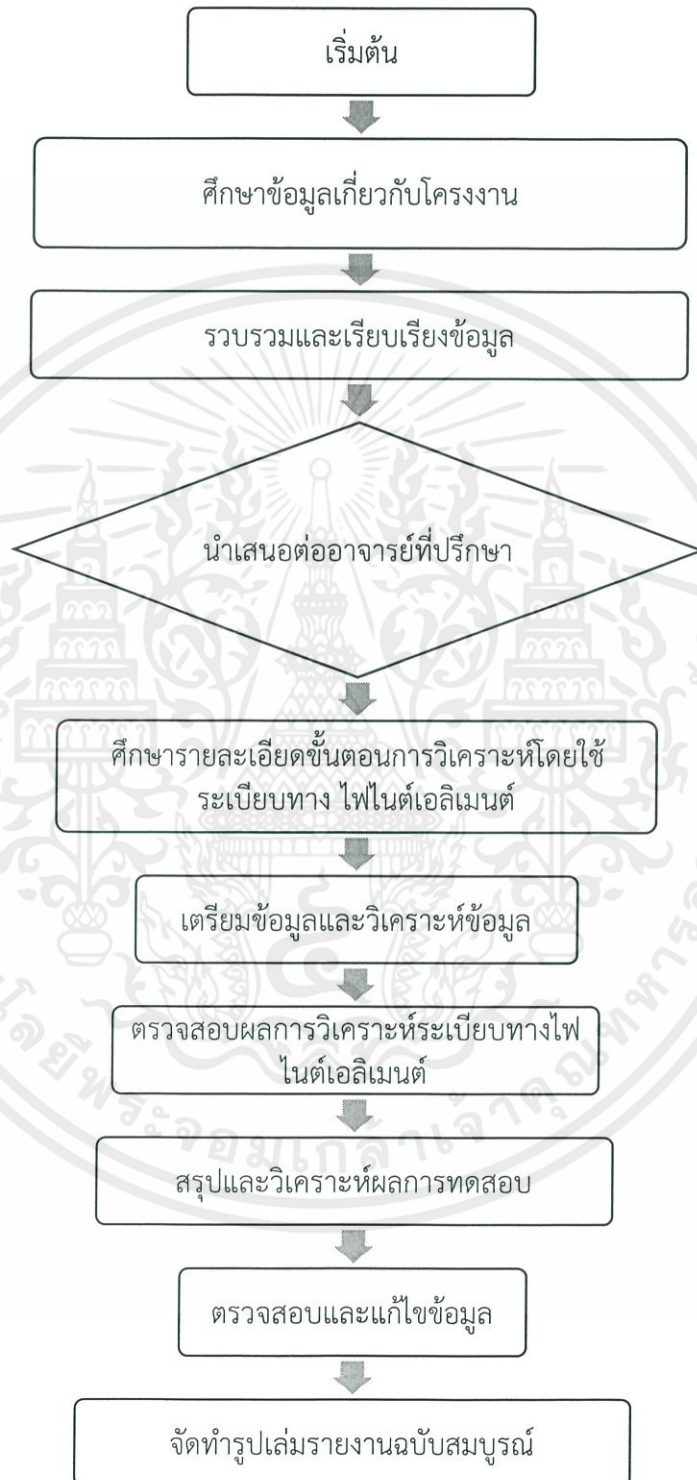 เริ่มต้น
ศึกษาข้อมูลเกี่ยวกับโครงงาน
รวบรวมและเรียบเรียงข้อมูล
นำเสนอต่ออาจารย์ที่ปรึกษา
ศึกษารายละเอียดขั้นตอนการวิเคราะห์โดยใช้
ระเบียบทาง ไฟไนต์เอลิเมนต์
เตรียมข้อมูลและวิเคราะห์ข้อมูล
ตรวจสอบผลการวิเคราะห์ระเบียบทางไฟ
ไนต์เอลิเมนต์
สรุปและวิเคราะห์ผลการทดสอบ
ตรวจสอบและแก้ไขข้อมูล
จัดทำรูปเล่มรายงานฉบับสมบูรณ์